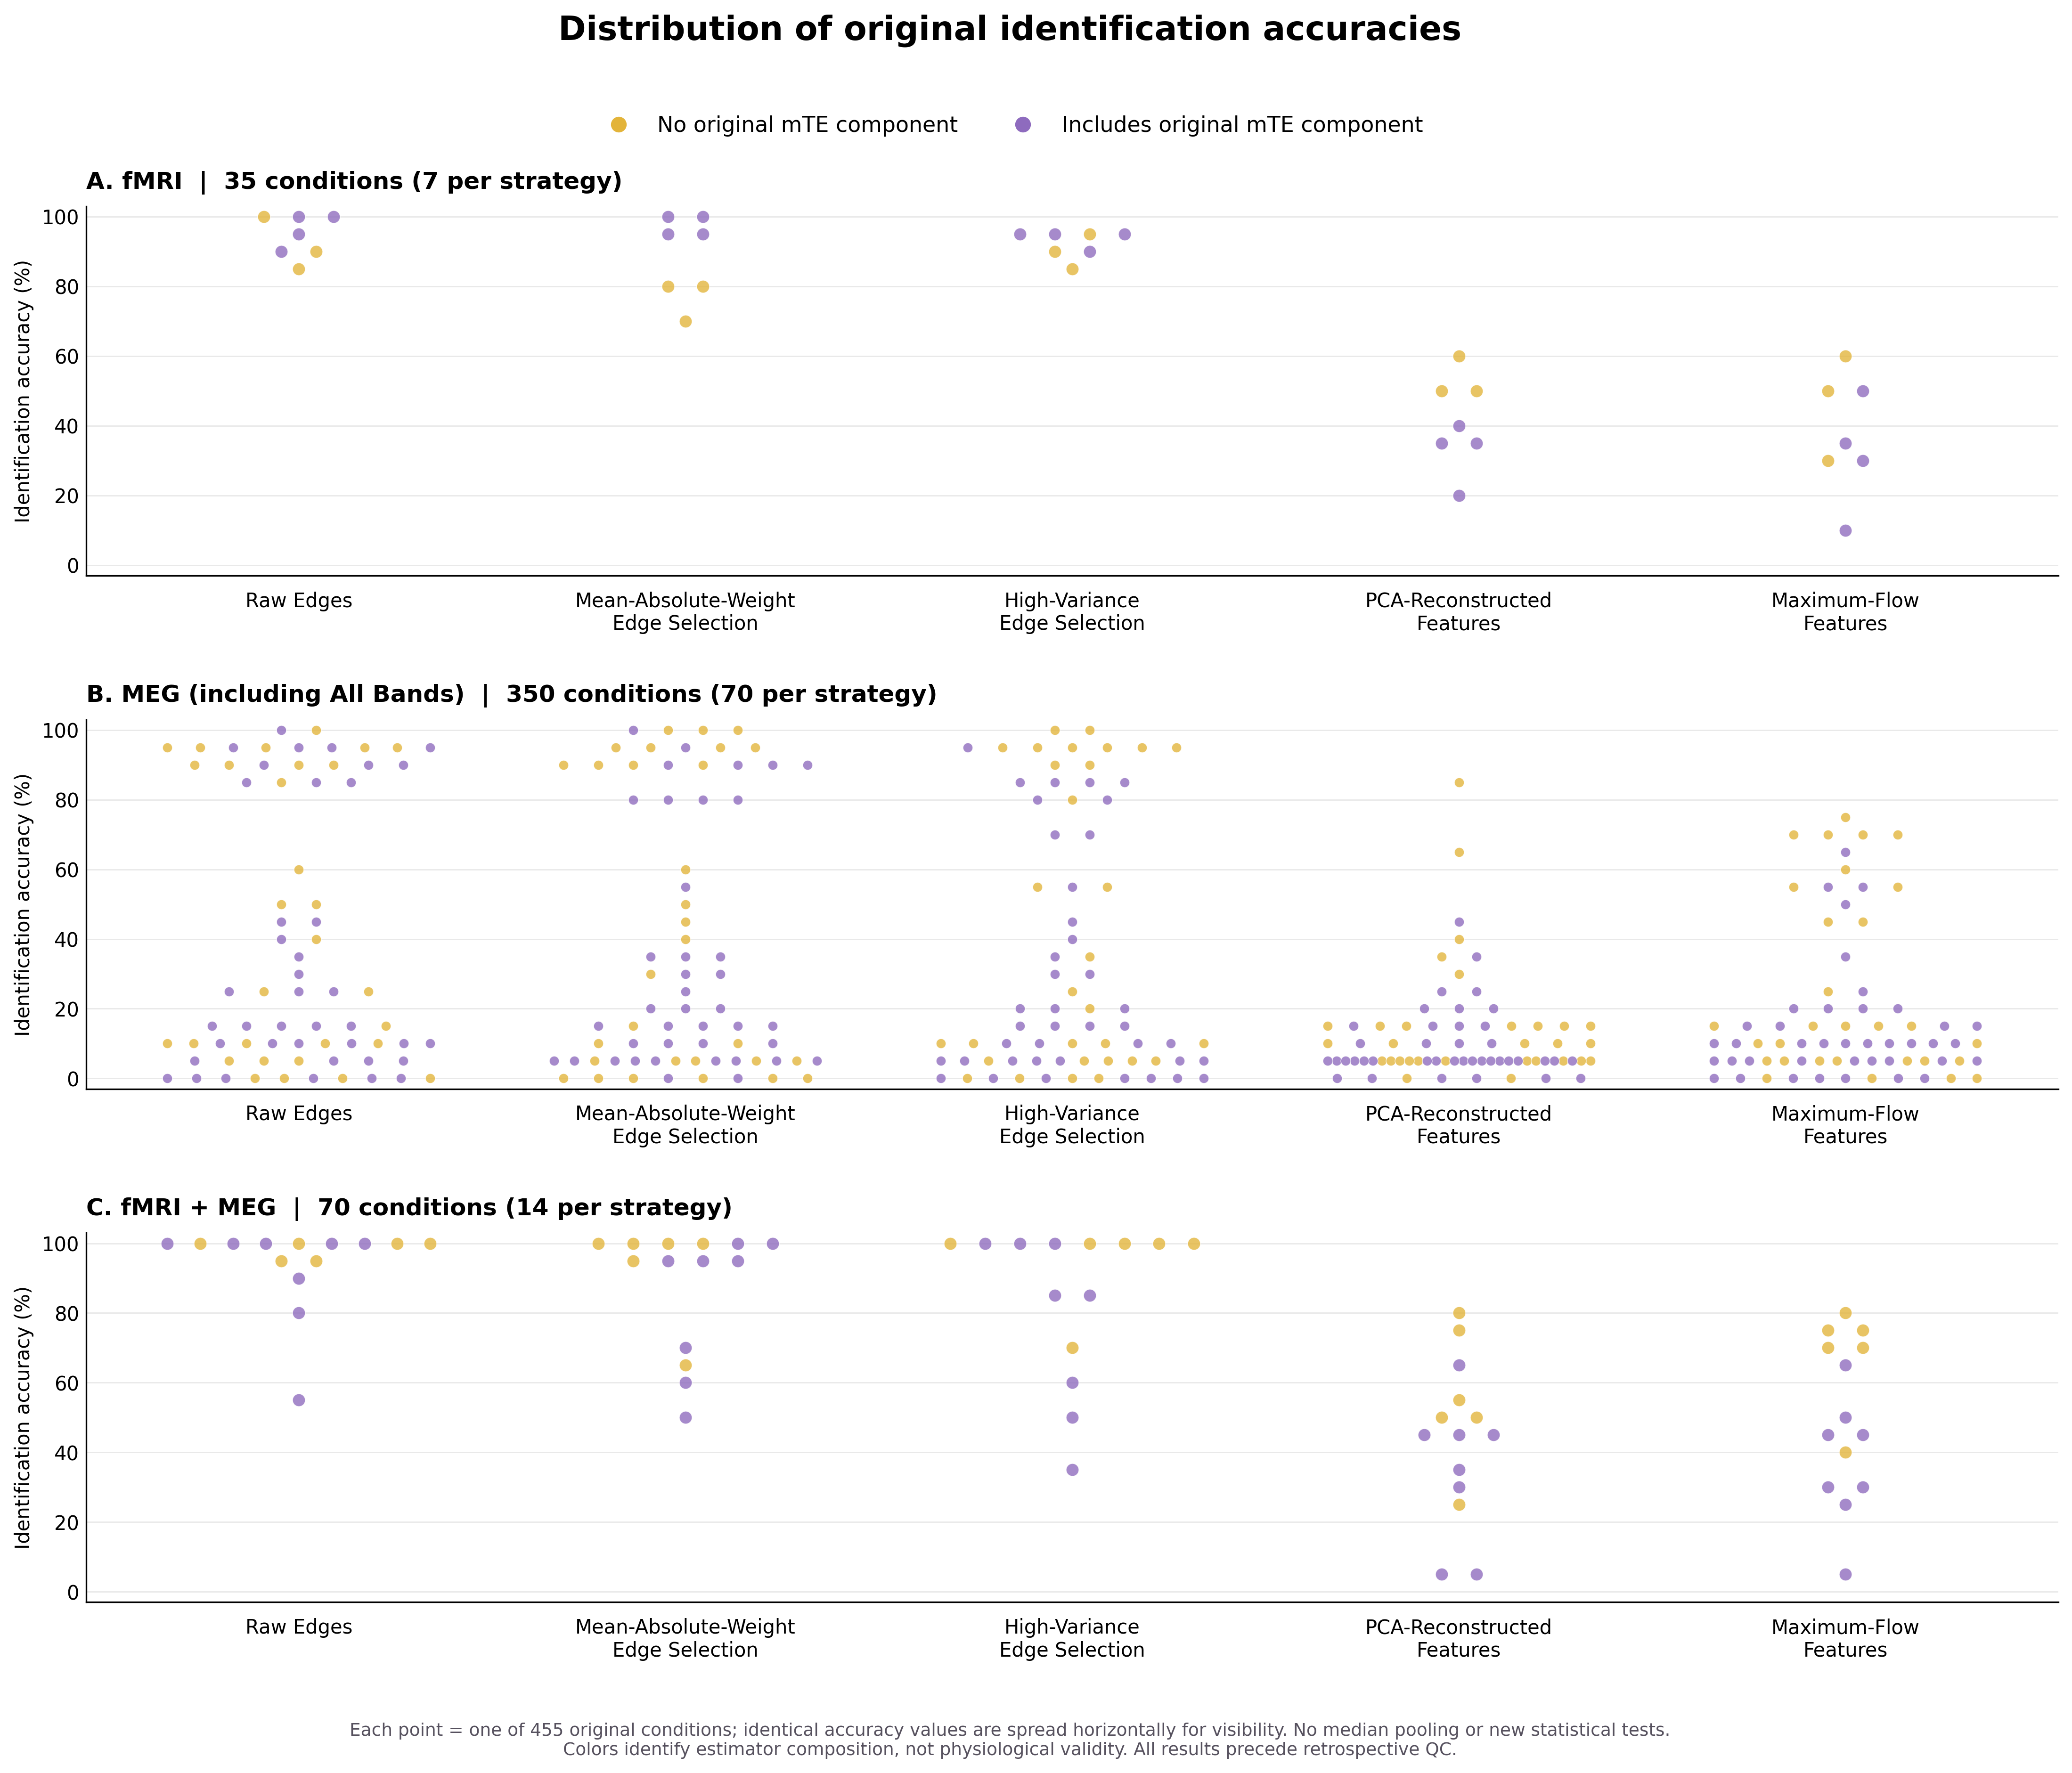 Distribution of original identification accuracies
No original mTE component
Includes original mTE component
A. fMRI | 35 conditions (7 per strategy)
Identification accuracy (%)
100
80
60
40
20
0
Raw Edges
Mean-Absolute-Weight
Edge Selection
High-Variance
Edge Selection
PCA-Reconstructed
Features
Maximum-Flow
Features
B. MEG (including All Bands) | 350 conditions (70 per strategy)
Identification accuracy (%)
100
80
60
40
20
0
Raw Edges
Mean-Absolute-Weight
Edge Selection
High-Variance
Edge Selection
PCA-Reconstructed
Features
Maximum-Flow
Features
C. fMRI + MEG | 70 conditions (14 per strategy)
Identification accuracy (%)
100
80
60
40
20
0
Raw Edges
Mean-Absolute-Weight
Edge Selection
High-Variance
Edge Selection
PCA-Reconstructed
Features
Maximum-Flow
Features
Each point = one of 455 original conditions; identical accuracy values are spread horizontally for visibility. No median pooling or new statistical tests.
Colors identify estimator composition, not physiological validity. All results precede retrospective QC.